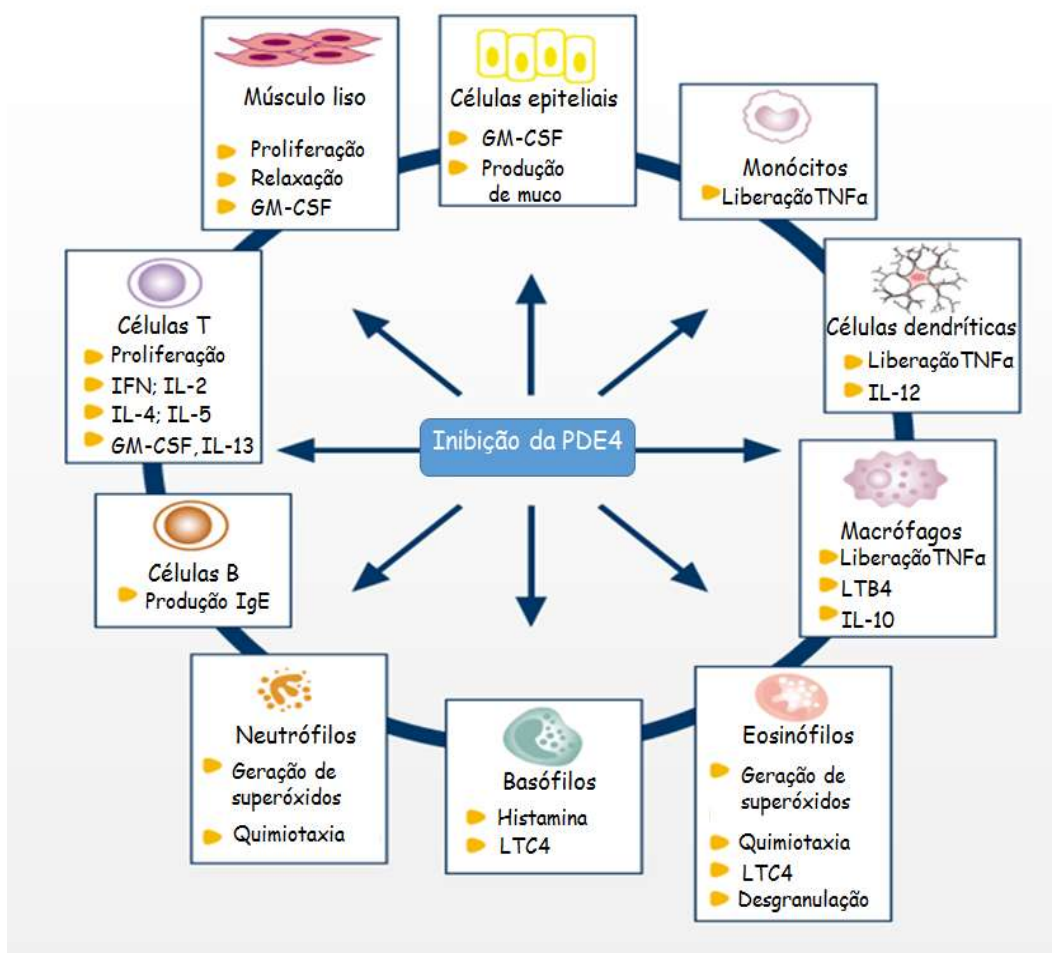 Músculo liso
Proliferação
Relaxação
GM-CSF
Células epiteliais
GM-CSF
Produção
de muco
Monócitos
LiberaçãoTNFα
Células dendríticas
LiberaçãoTNFα
IL-12
Células T
Proliferação
IFN; IL-2
IL-4; IL-5
GM-CSF, IL-13
Inibição da PDE4
Macrófagos
LiberaçãoTNFα
LTB4
IL-10
Células B
Produção IgE
Neutrófilos
Geração de
superóxidos
Quimiotaxia
Basófilos
Histamina
LTC4
Eosinófilos
Geração de
superóxidos
Quimiotaxia
LTC4
Desgranulação